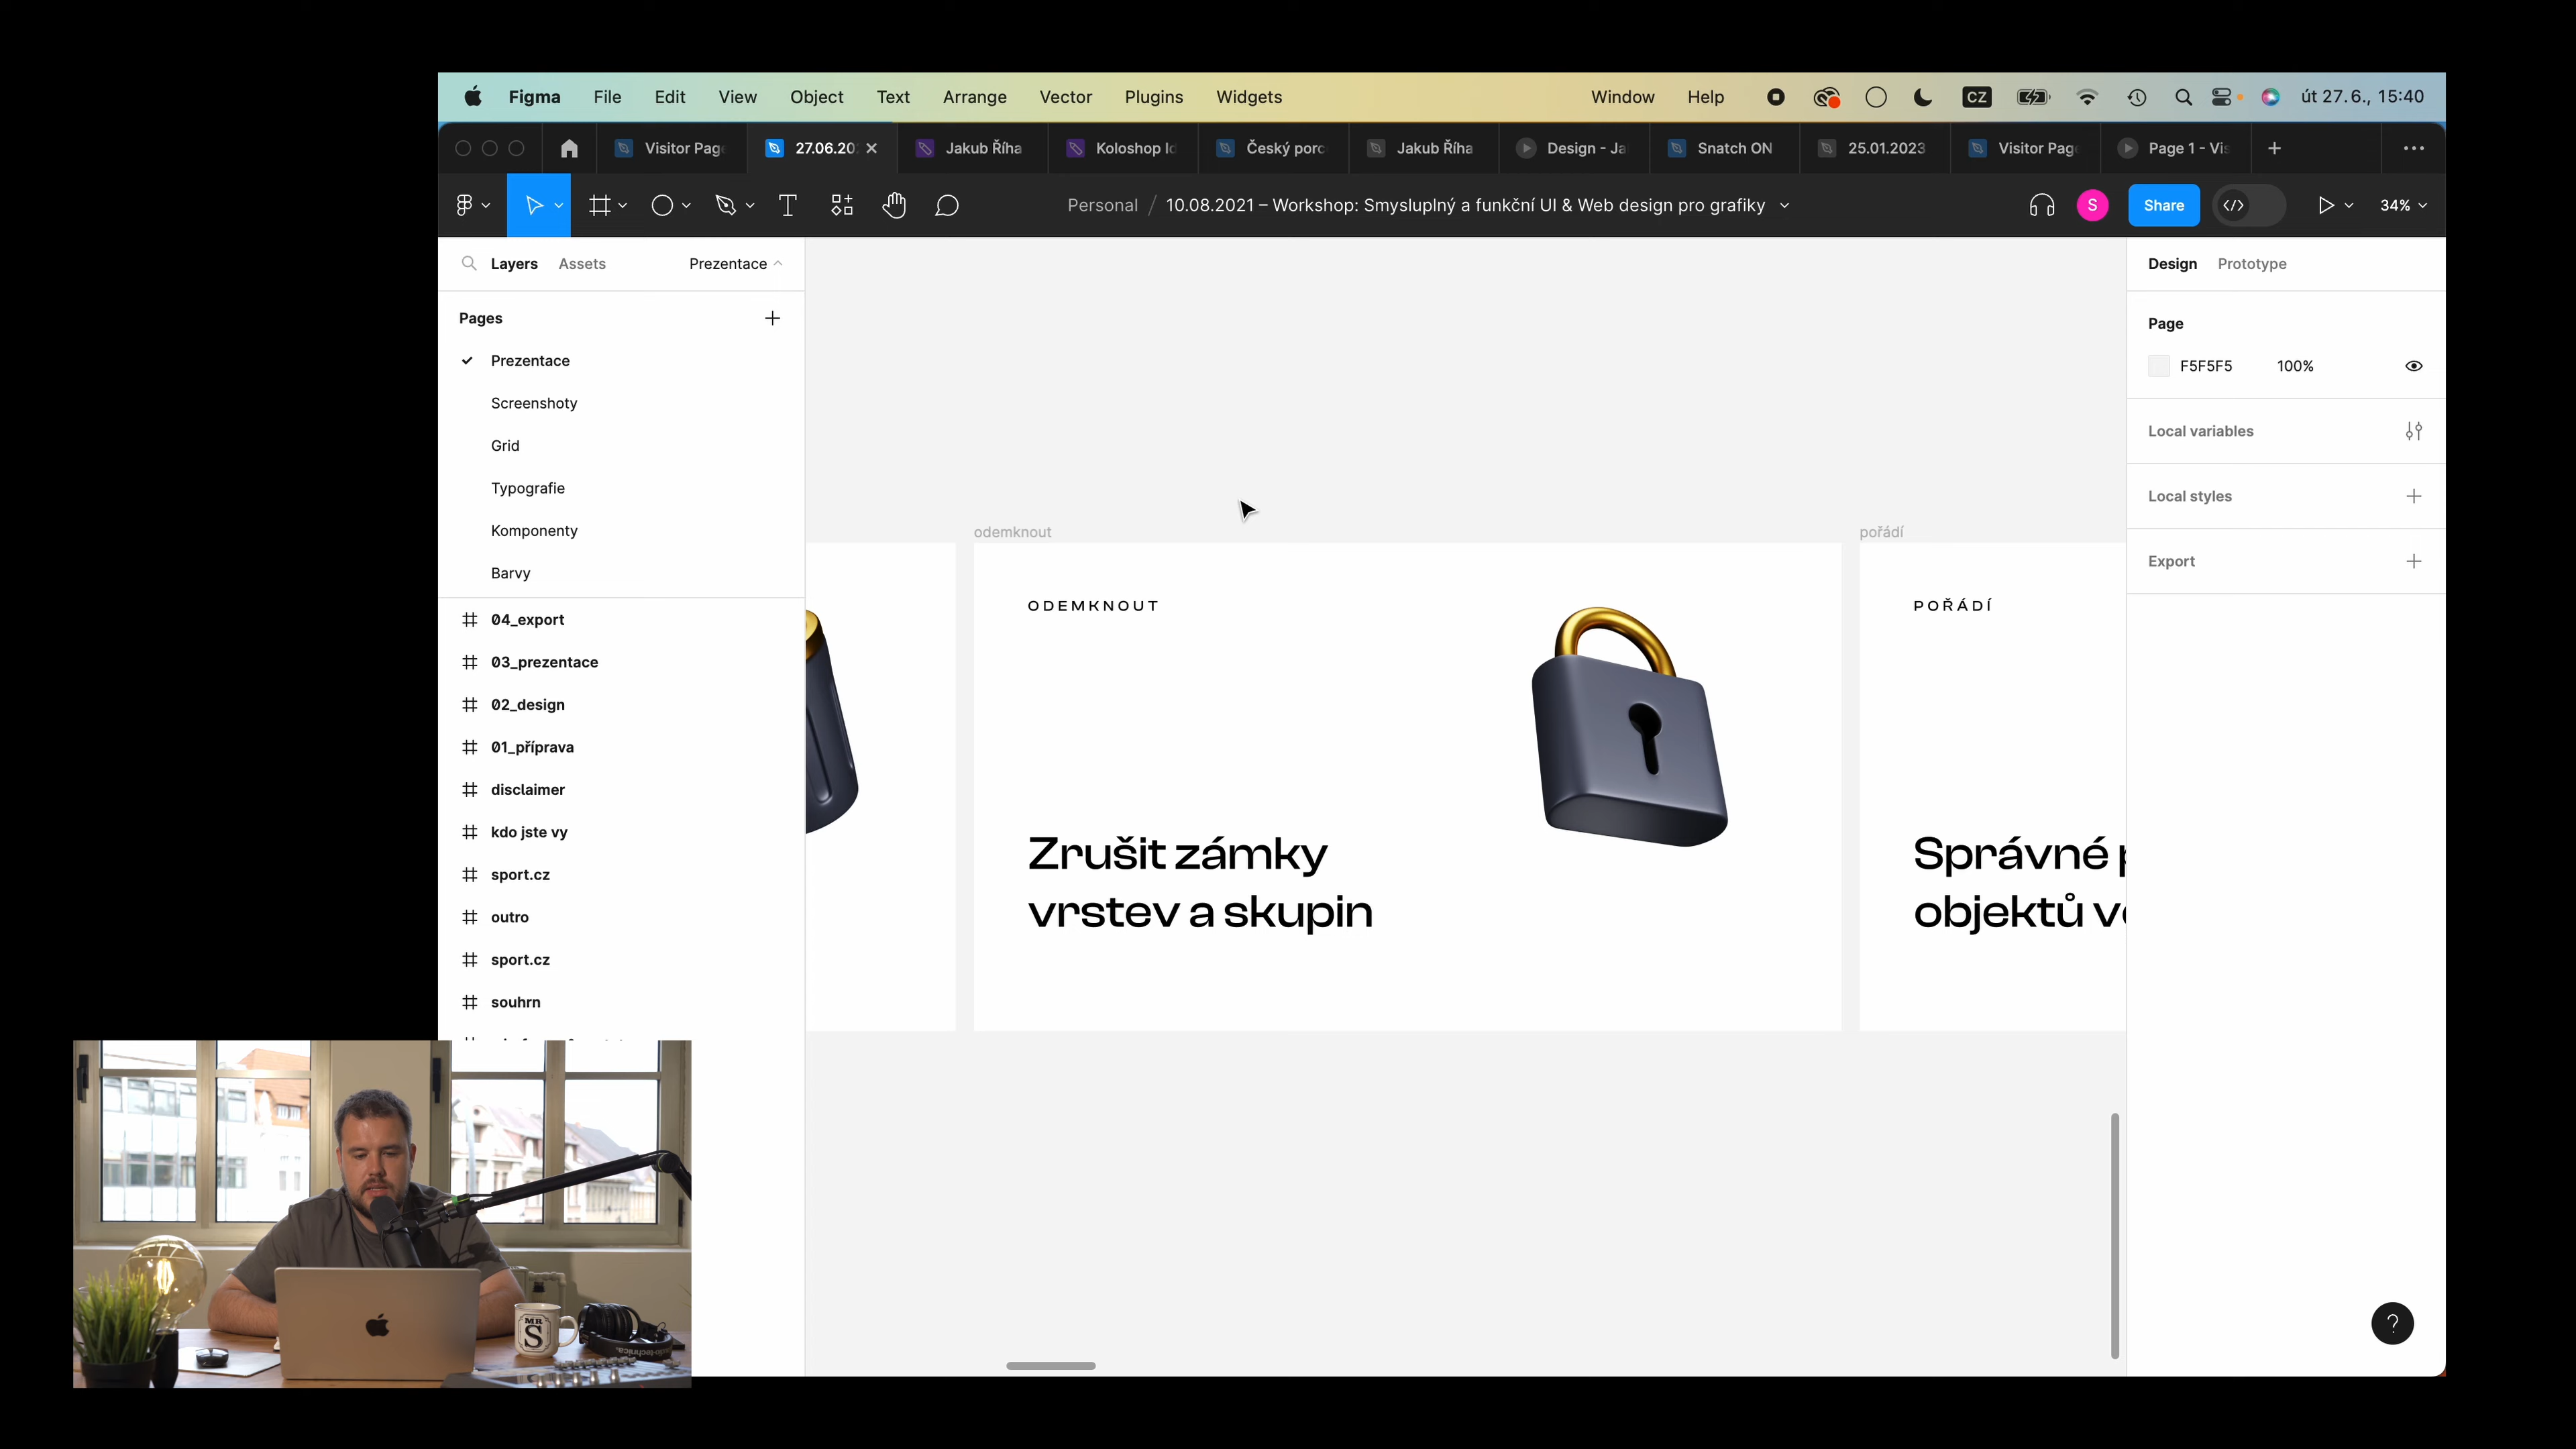 Figma File Edit View Object Text Arrange Vector Plugins Widgets Window Help CZ út 27.6., 15:40
Visitor Pag 27.06.20 Jakub Říha Koloshop Český porc Jakub Říha Design - Ja Snatch ON 25.01.2023 Visitor Pag Page 1 - Vis
Personal / 10.08.2021 – Workshop: Smysluplný a funkční UI & Web design pro grafiky S Share 34%
Layers Assets Prezentace
Pages
Prezentace
Screenshoty
Grid
Typografie
Komponenty
Barvy
04_export
03_prezentace
02_design
01_příprava
disclaimer
kdo jste vy
sport.cz
outro
sport.cz
souhrn
odemknout
ODEMKNOUT
Zrušit zámky
vrstev a skupin
pořádí
POŘÁDÍ
Správné
objektů
Design Prototype
Page
F5F5F5 100%
Local variables
Local styles
Export
?
MR
S
audio-technica